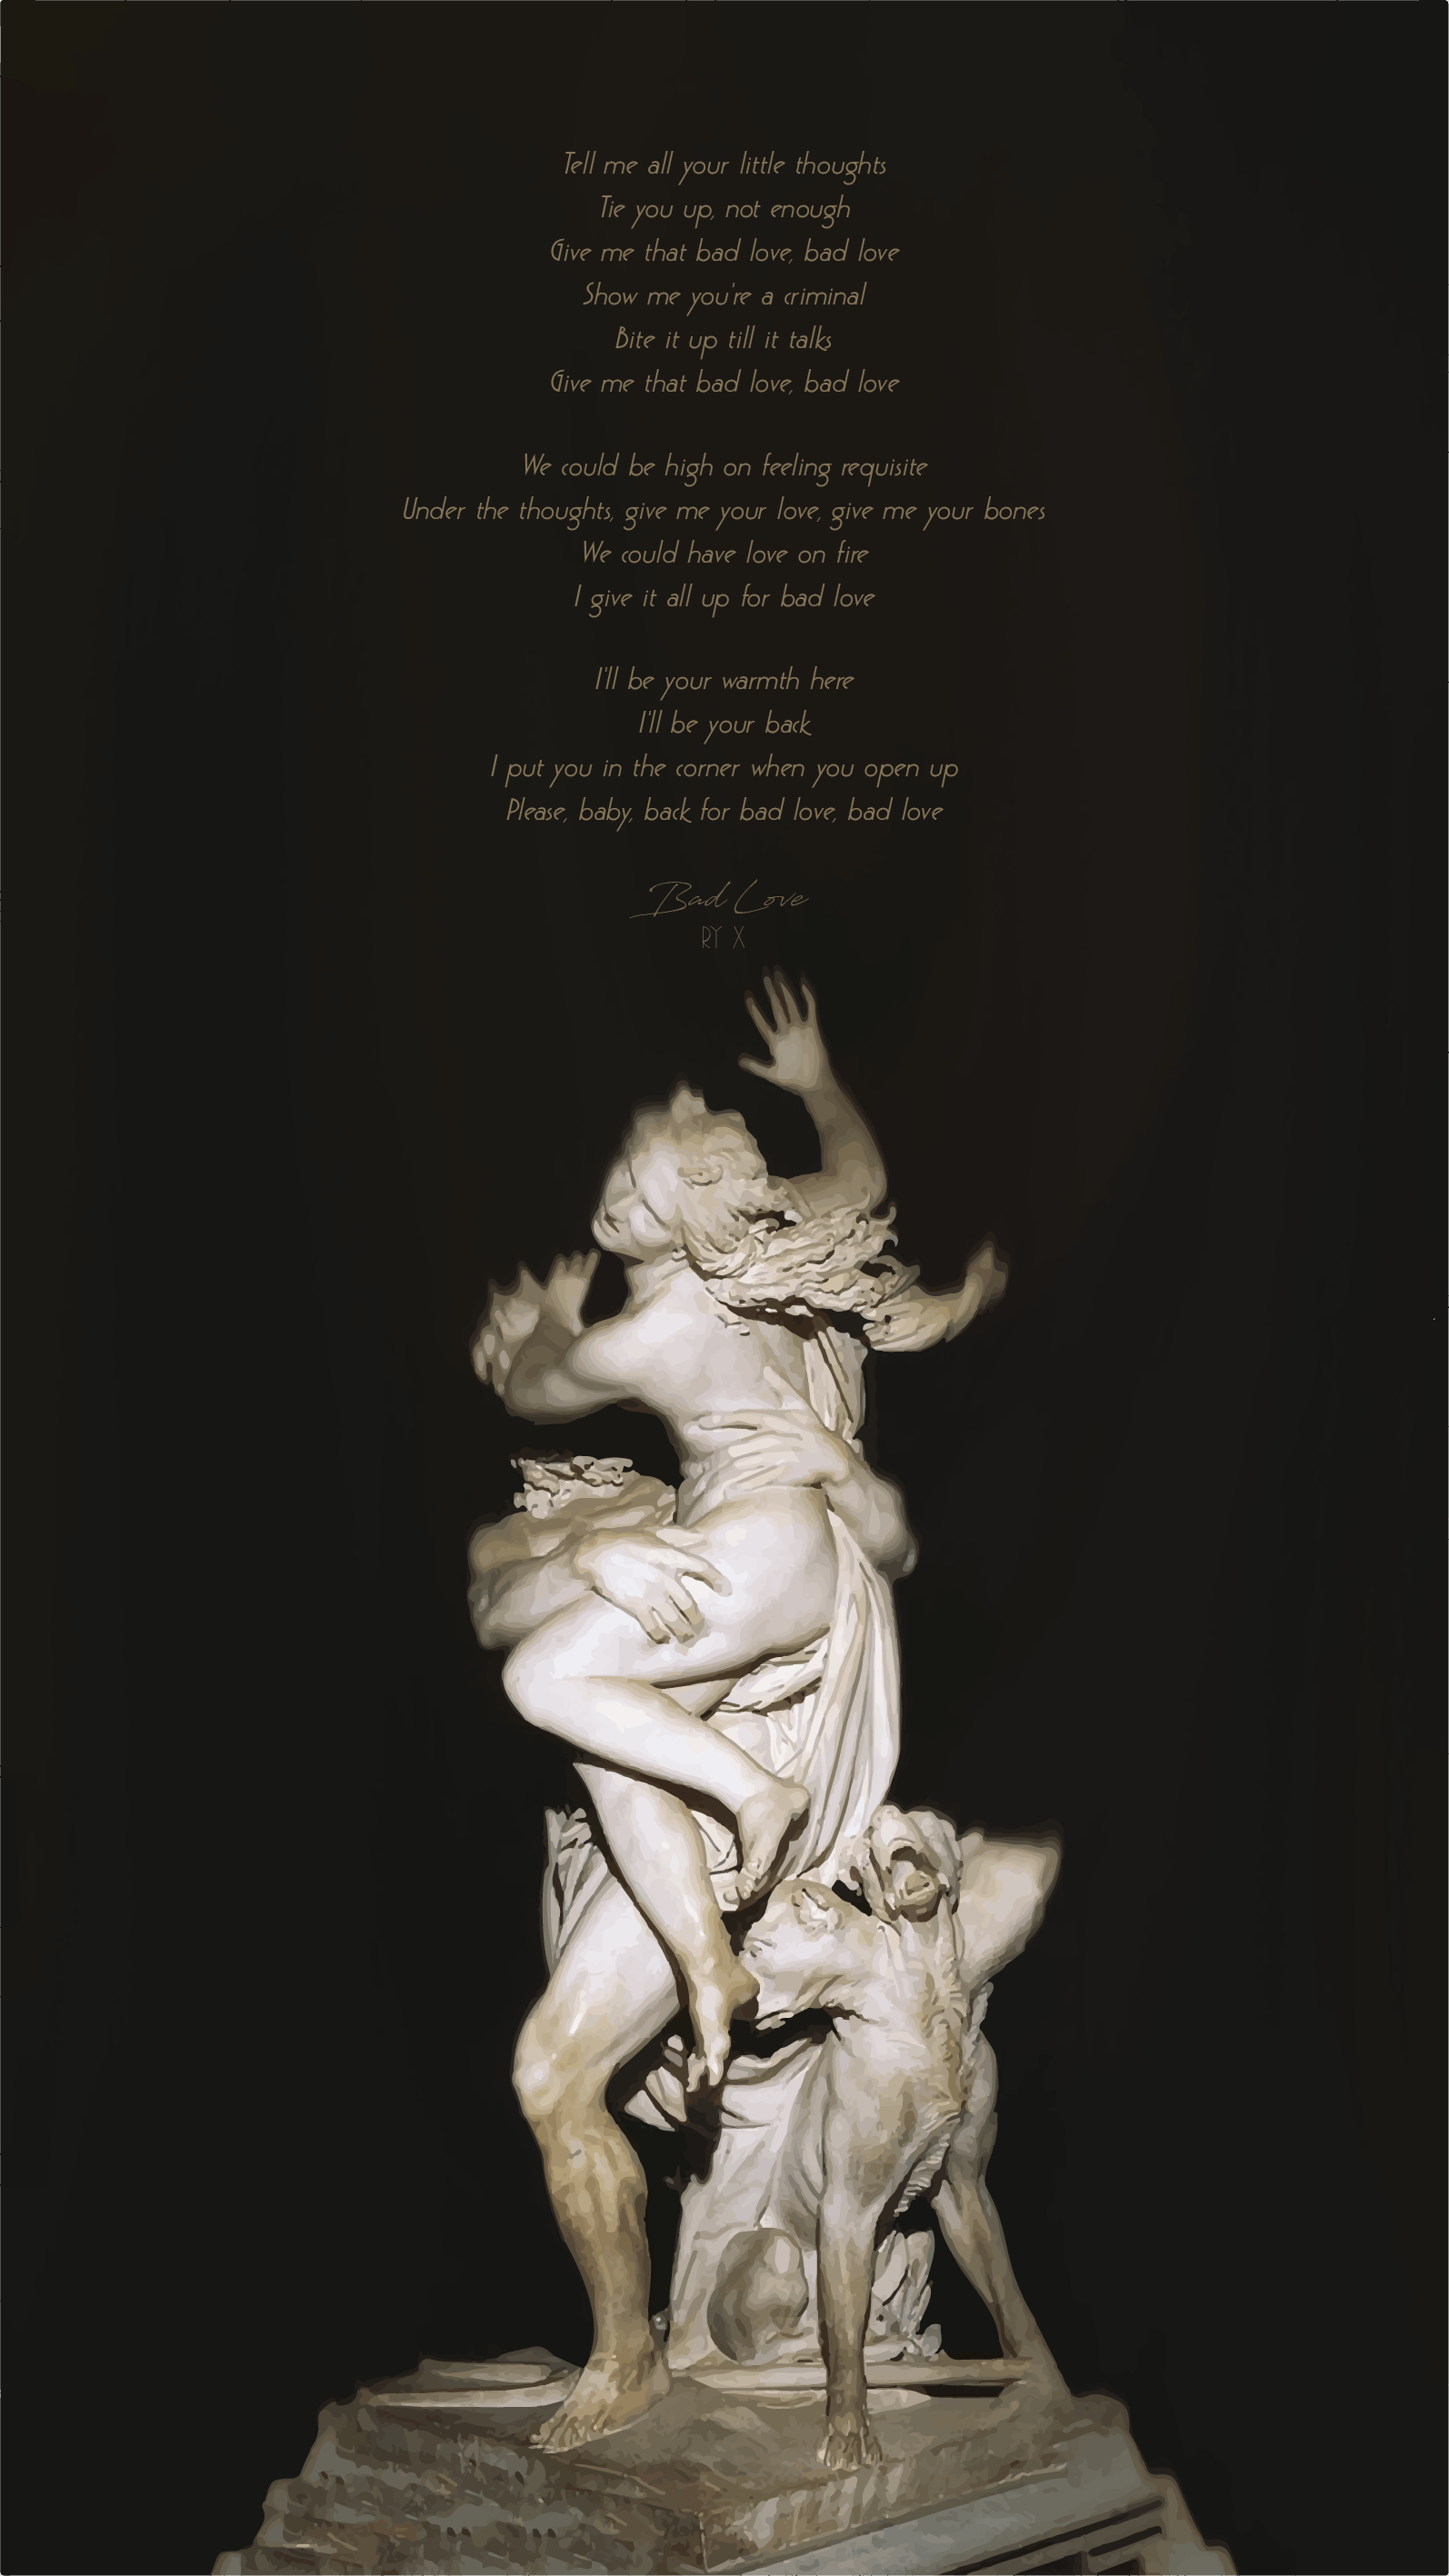 Tell me all your little thoughts
Tie you up, not enough
Give me that bad love, bad love
Show me you're a criminal
Bite it up till it talks
Give me that bad love, bad love
We could be high on feeling requisite
Under the thoughts, give me your love, give me your bones
We could have love on fire
I give it all up for bad love
I'll be your warmth here
I'll be your back
I put you in the corner when you open up
Please, baby, back for bad love, bad love
Bad Love
RY X